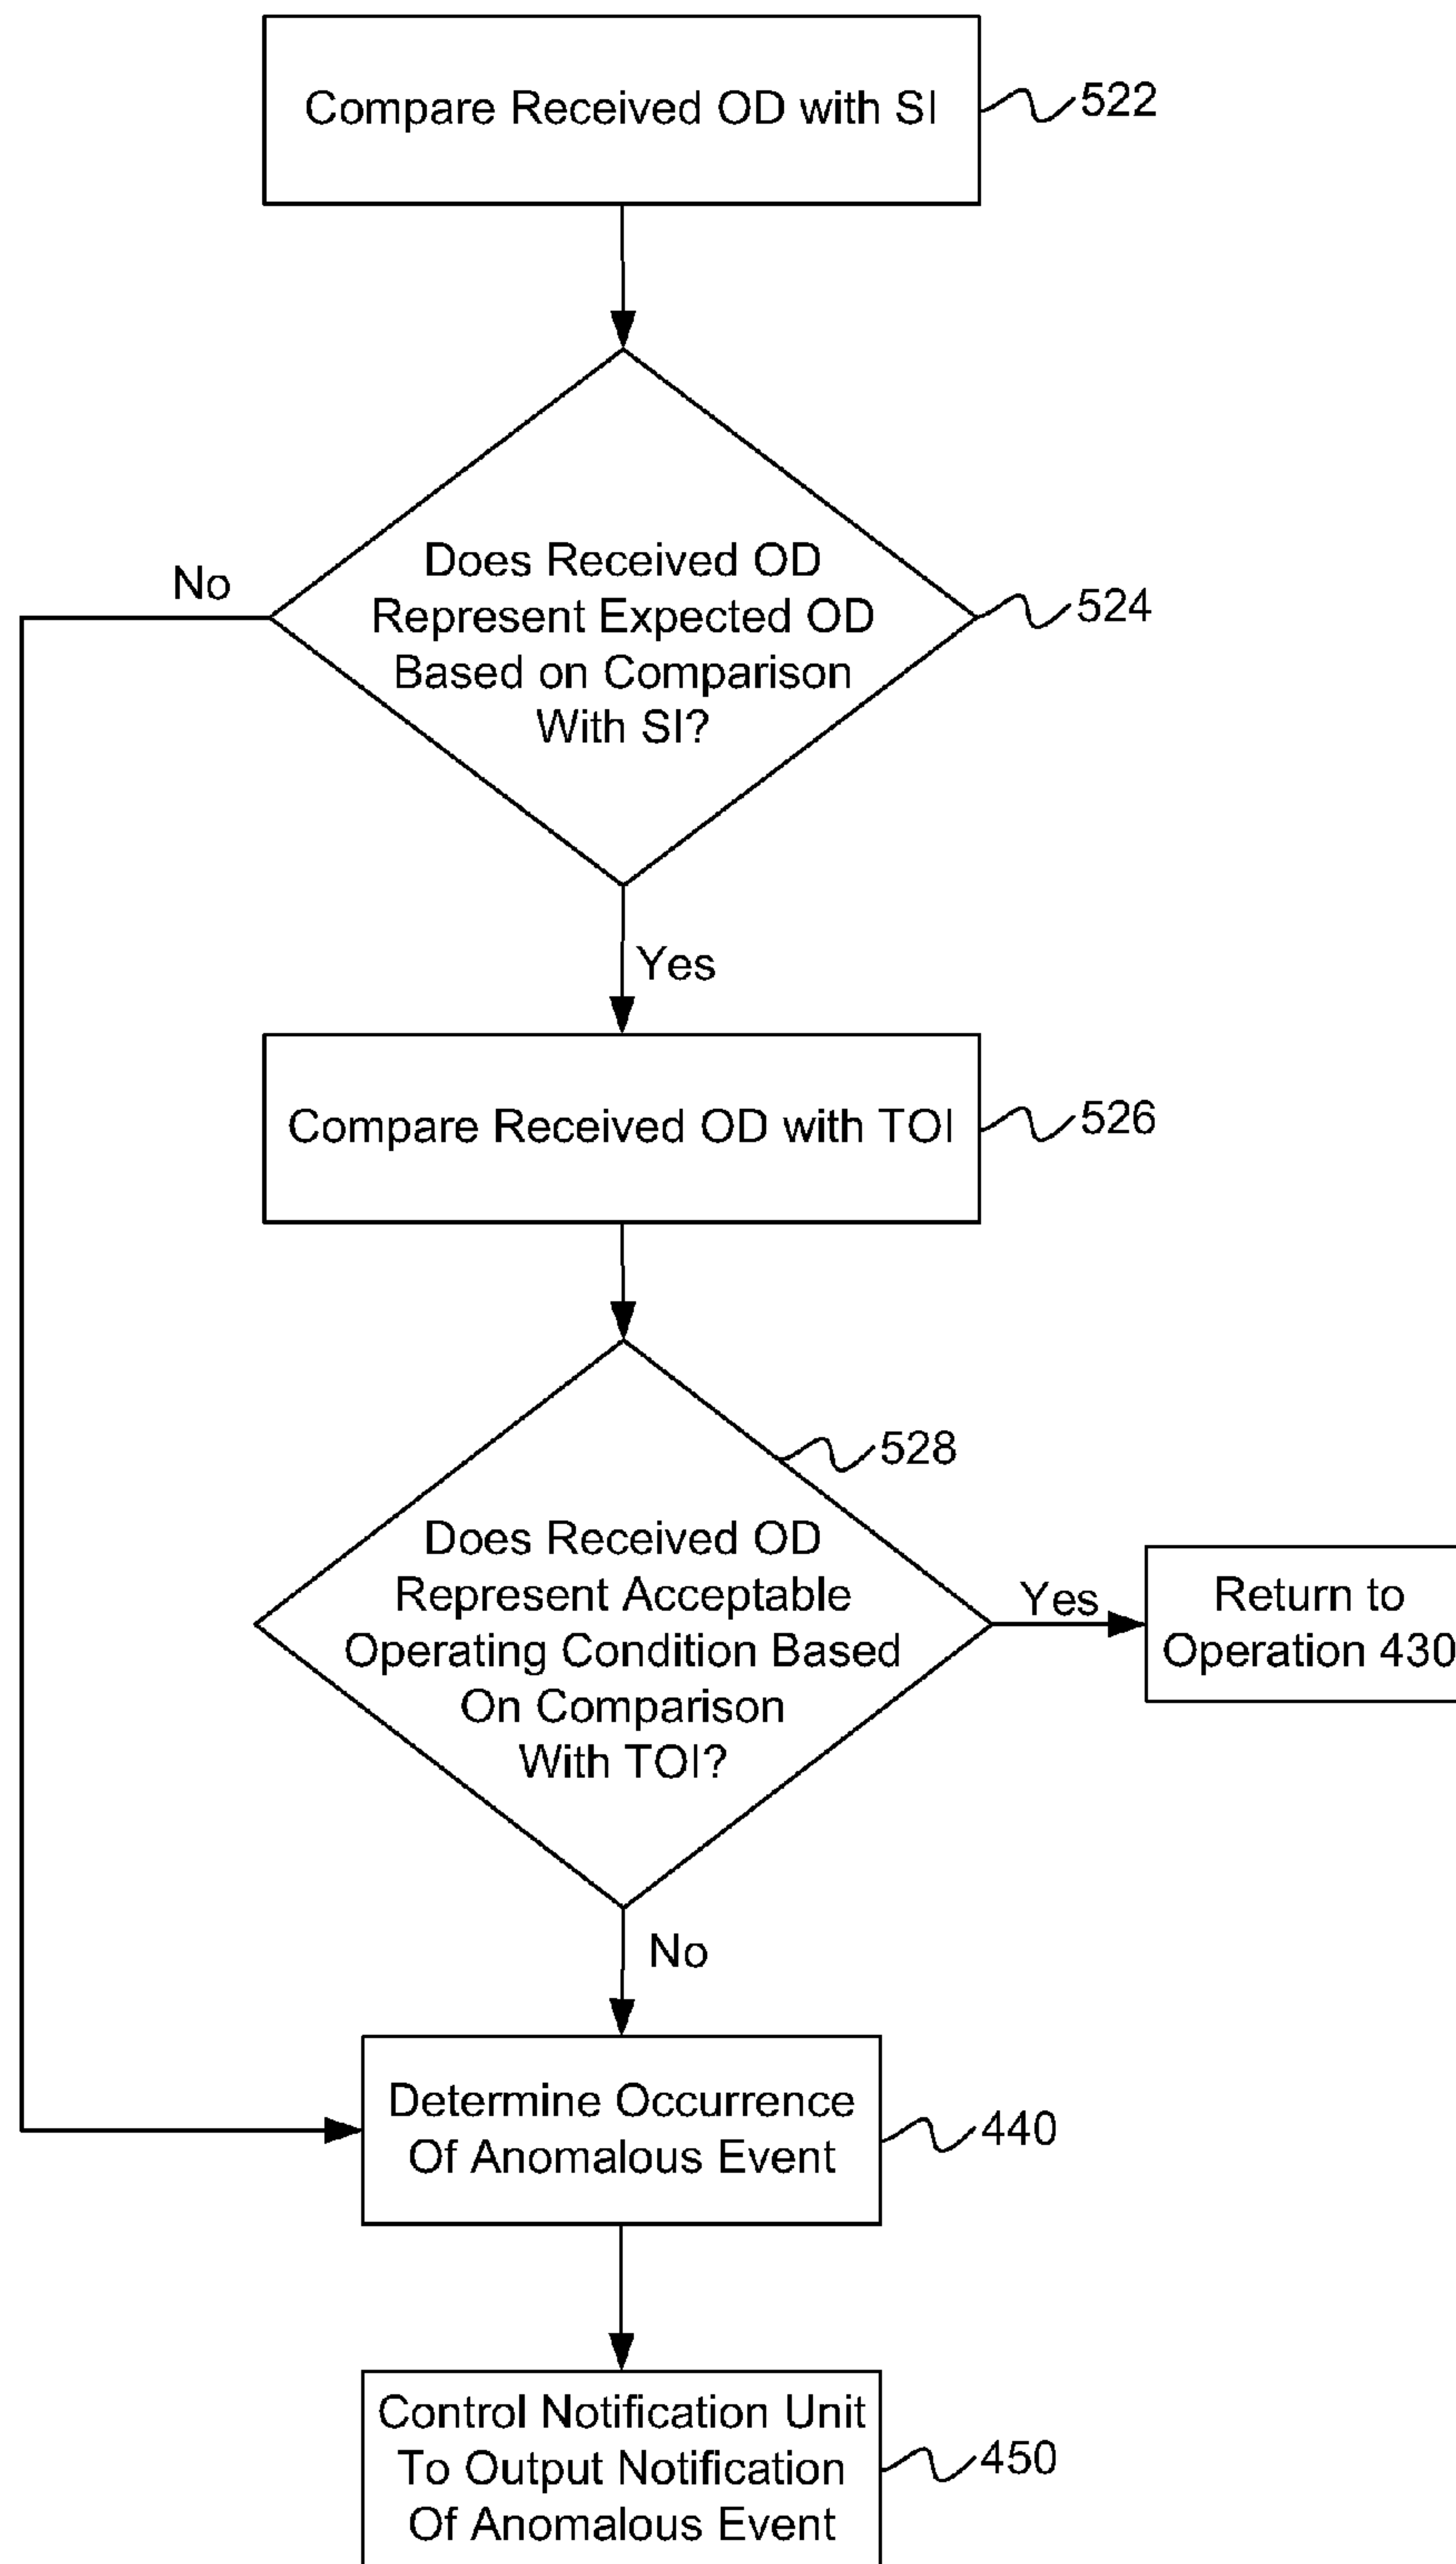 Compare Received OD with SI
522
Does Received OD
Represent Expected OD
Based on Comparison
With SI?
524
No
Yes
Compare Received OD with TOI
526
528
Does Received OD
Represent Acceptable
Operating Condition Based
On Comparison
With TOI?
Yes
Return to
Operation 430
No
Determine Occurrence
Of Anomalous Event
440
Control Notification Unit
To Output Notification
Of Anomalous Event
450